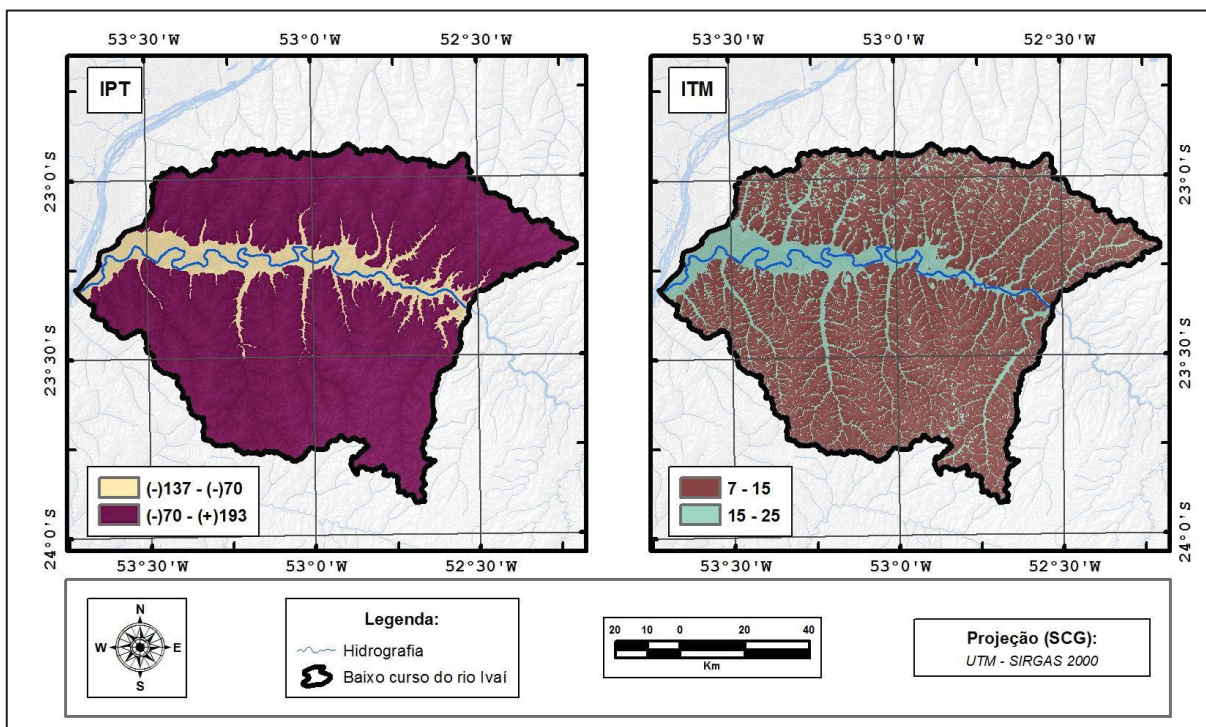 53°30'W 53°0'W 52°30'W
53°30'W 53°0'W 52°30'W
IPT
ITM
23°0'S
23°0'S
23°30'S
23°30'S
24°0'S
24°0'S
(-)137 - (-)70
(-)70 - (+)193
7 - 15
15 - 25
53°30'W 53°0'W 52°30'W
53°30'W 53°0'W 52°30'W
N
W E
S
Legenda:
Hidrografia
Baixo curso do rio Ivaí
20 10 0 20 40
Km
Projeção (SCG):
UTM - SIRGAS 2000